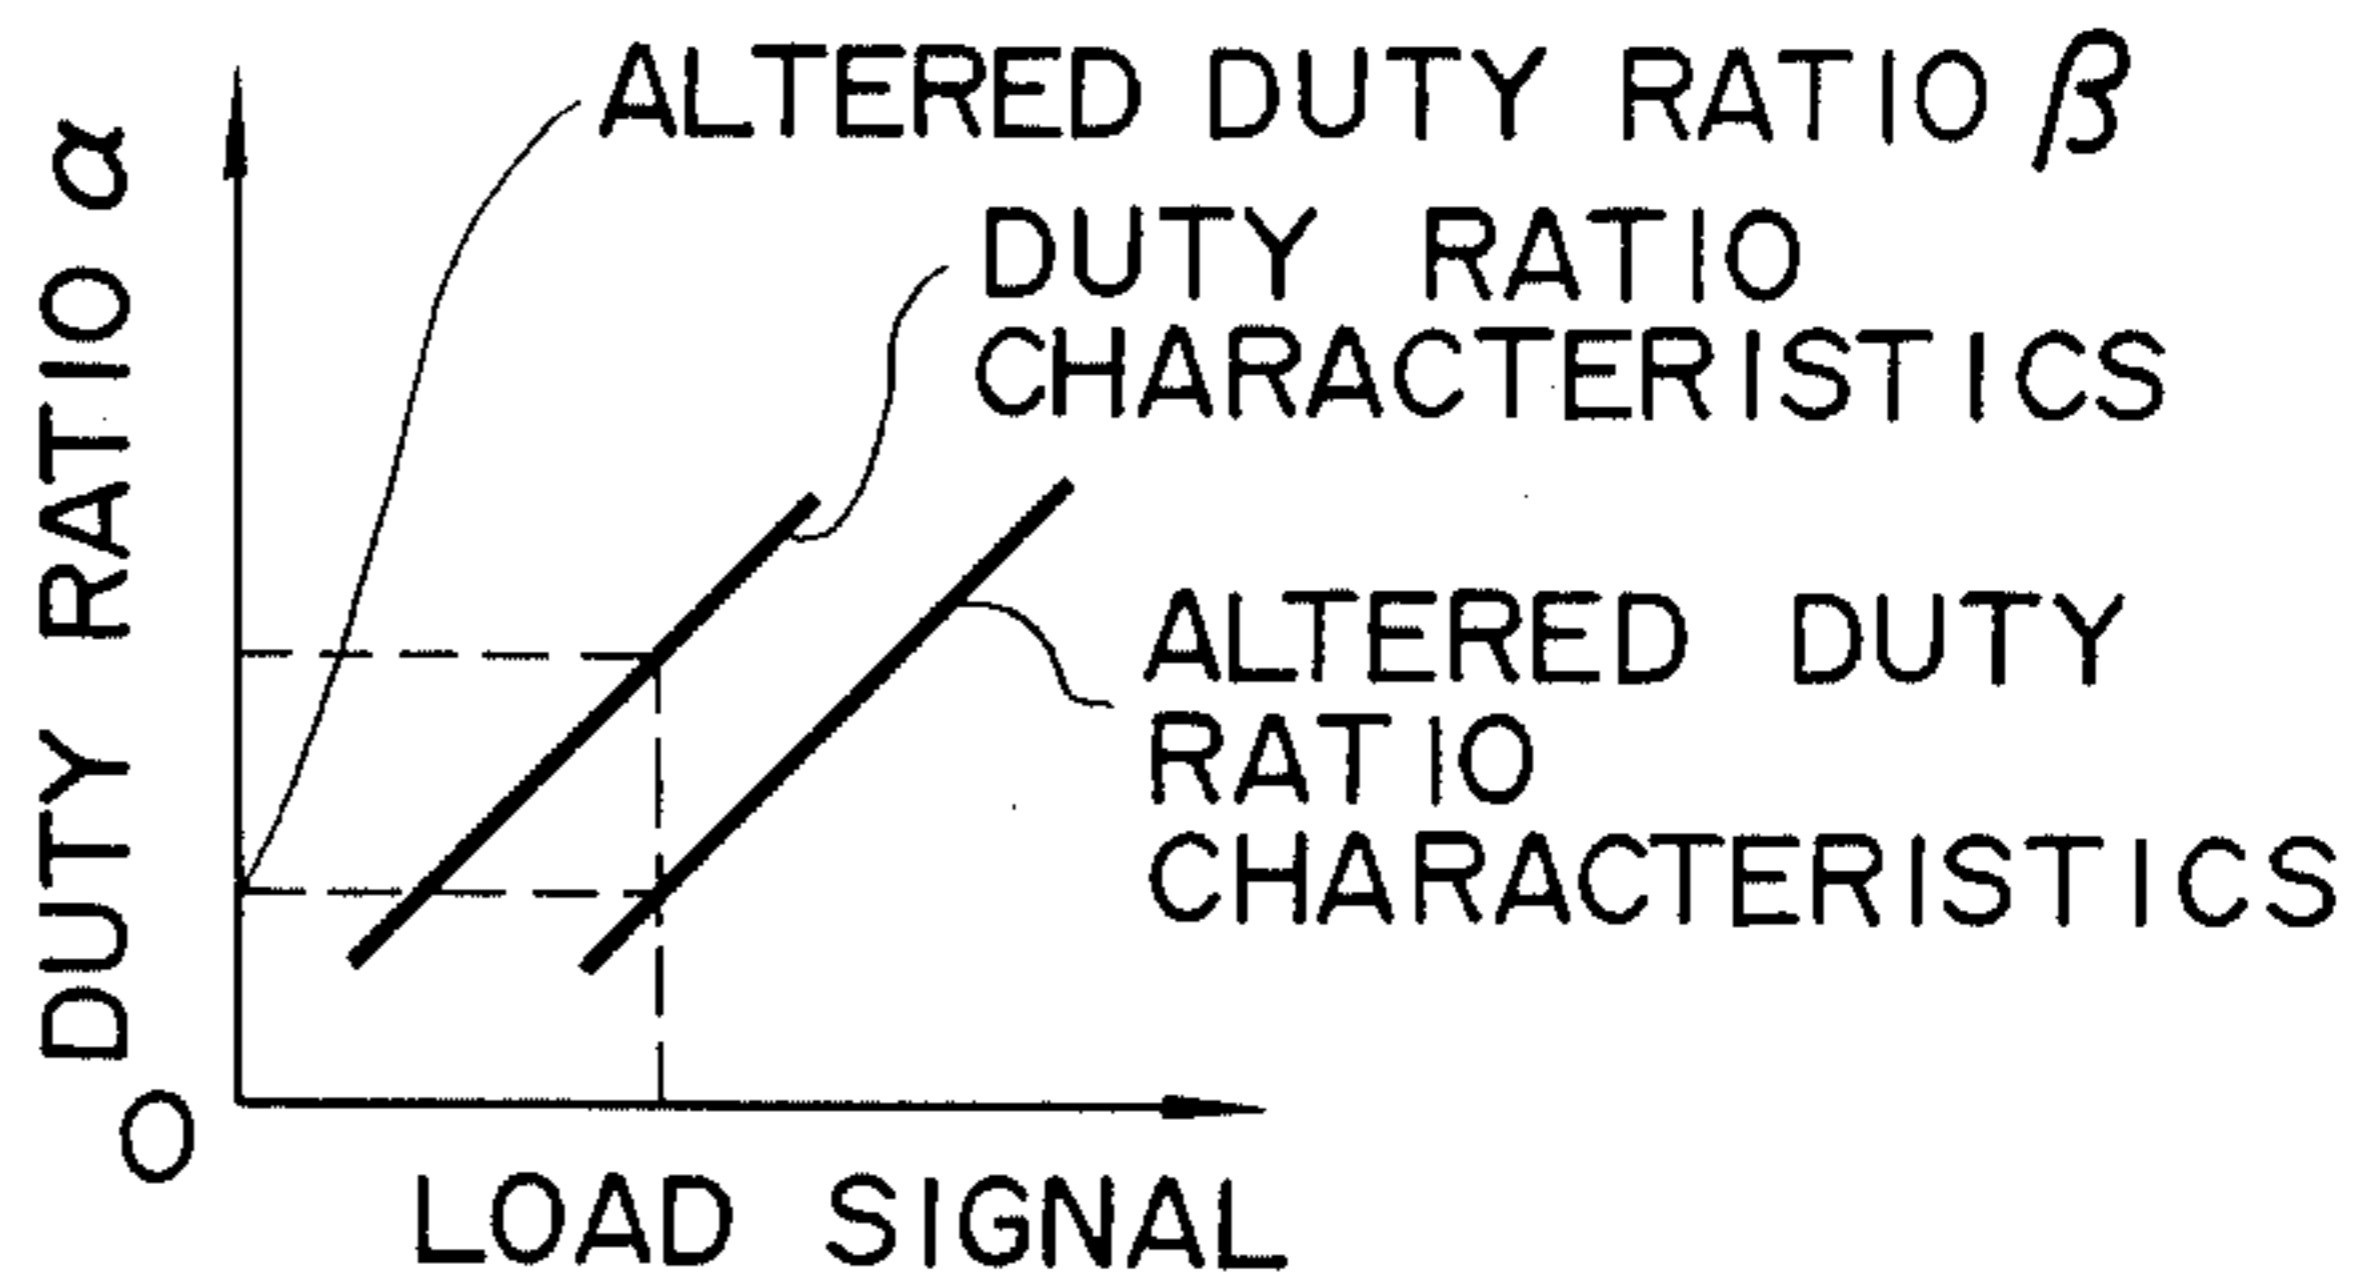 ALTERED DUTY RATIO β
DUTY RATIO
CHARACTERISTICS
DUTY RATIO α
ALTERED DUTY
RATIO
CHARACTERISTICS
O
LOAD SIGNAL